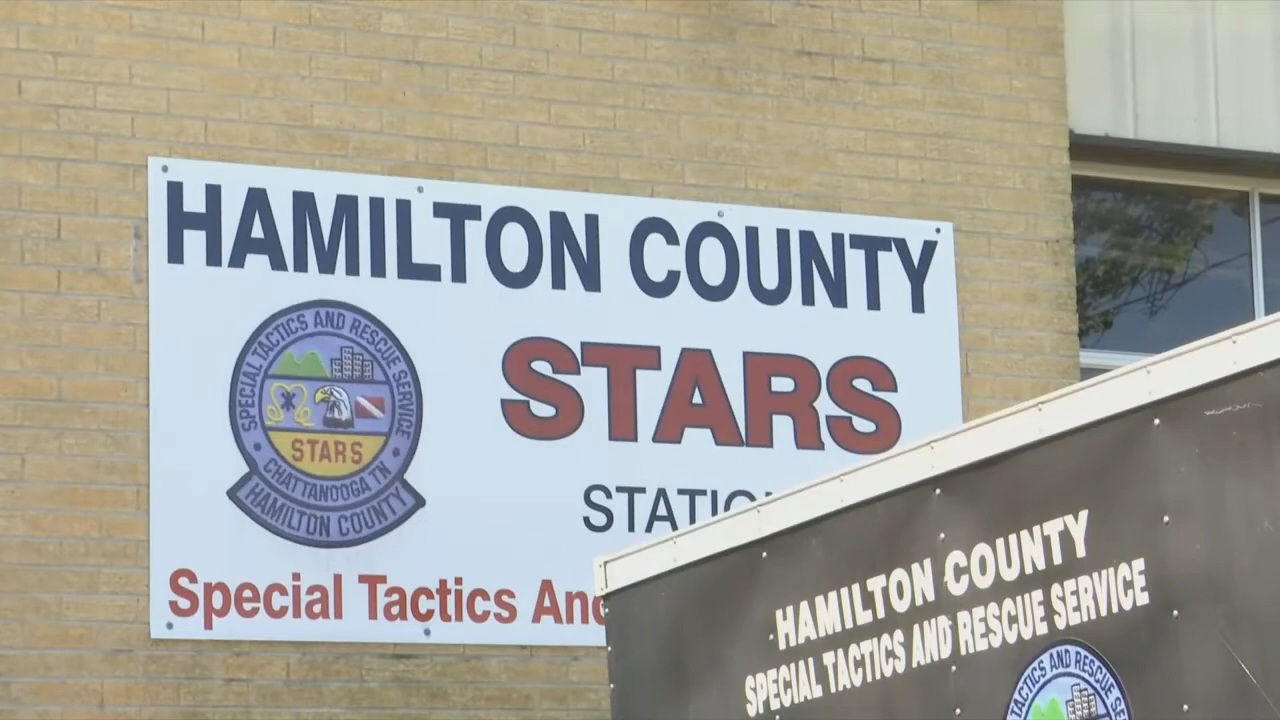 HAMILTON COUNTY
SPECIAL TACTICS AND RESCUE SERVICE
STARS
CHATTANOOGA TN
HAMILTON COUNTY
STARS
Special Tactics And
HAMILTON COUNTY
SPECIAL TACTICS AND RESCUE SERVICE
TACTICS AND RESCUE